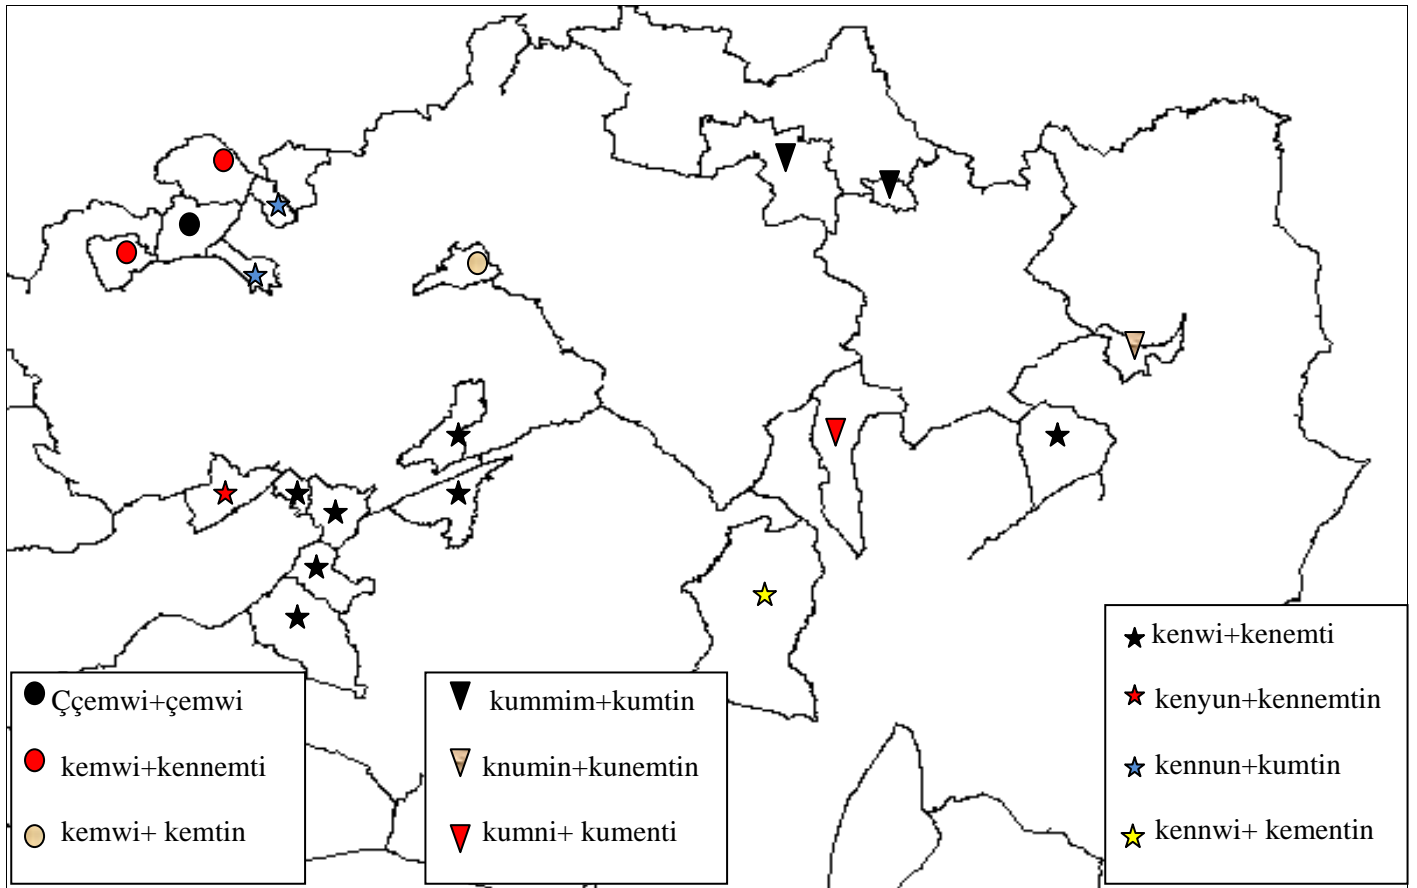 Ççemwi+çemwi
kemwi+kennemti
kemwi+ kemtin
kummim+kumtin
knumin+kunemtin
kumni+ kumenti
kenwi+kenemti
kenyun+kennemtin
kennun+kumtin
kennwi+ kementin